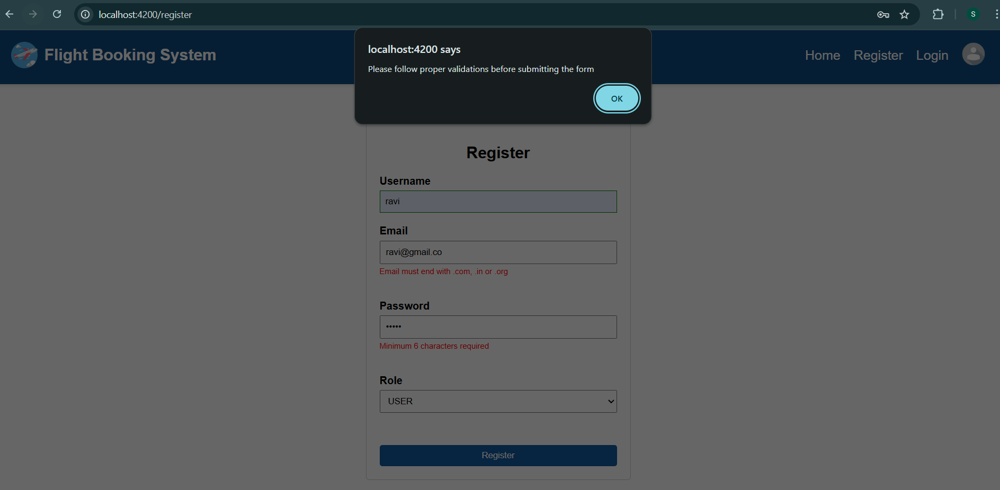 localhost:4200/register
S
Flight Booking System
Home Register Login
localhost:4200 says
Please follow proper validations before submitting the form
OK
Register
Username
ravi
Email
ravi@gmail.co
Email must end with .com, .in or .org
Password
•••••
Minimum 6 characters required
Role
USER
Register